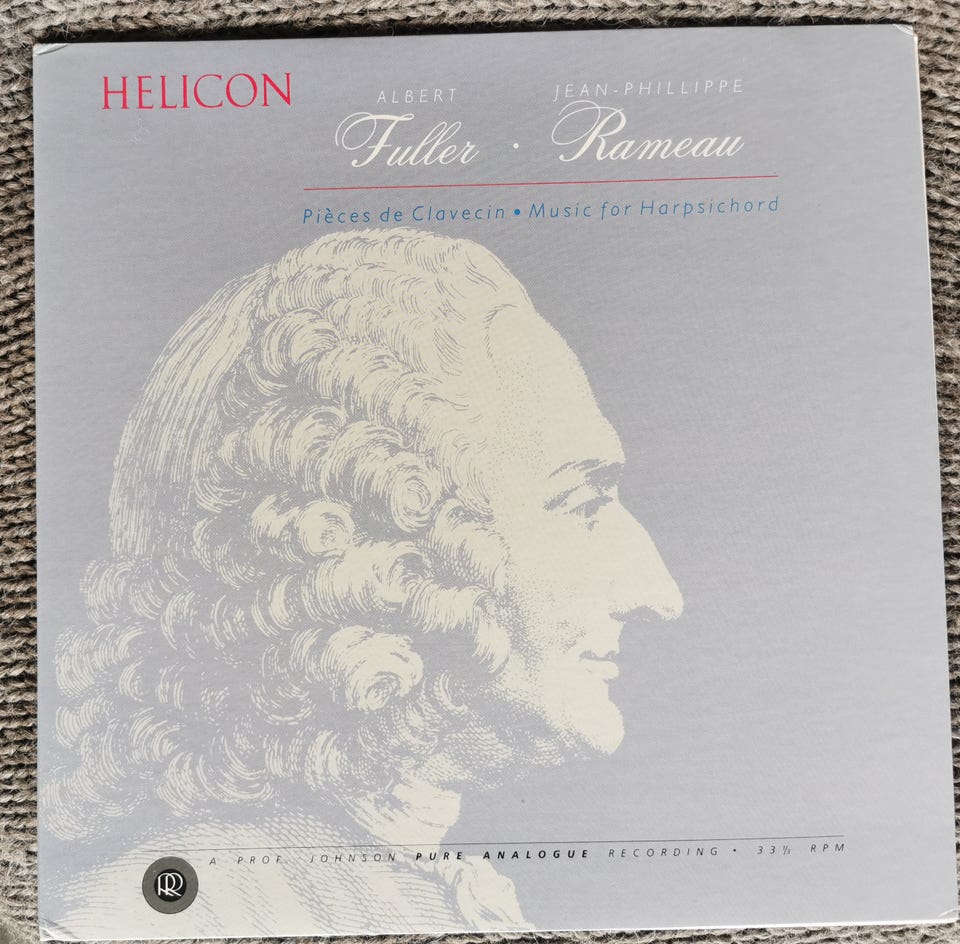 HELICON
ALBERT JEAN-PHILLIPPE
Fuller · Rameau
Pièces de Clavecin • Music for Harpsichord
A PROF. JOHNSON PURE ANALOGUE RECORDING • 33⅓ RPM
RR